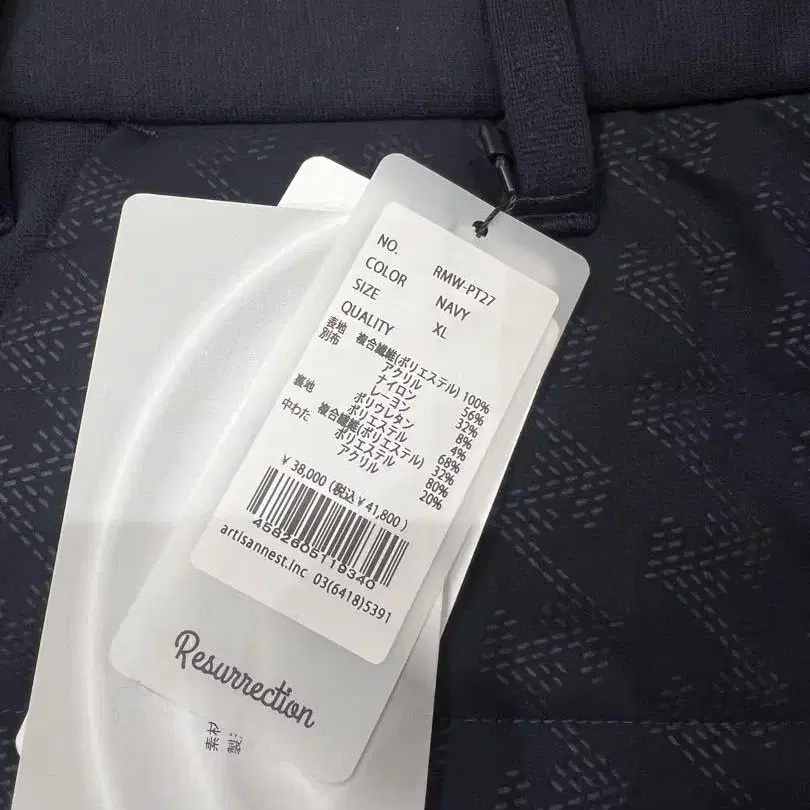 NO. RMW-PT27
COLOR NAVY
SIZE XL
QUALITY
表地 複合繊維(ポリエステル) 100%
別布 アクリル 56%
ナイロン 32%
レーヨン 8%
ポリウレタン 4%
裏地 ポリエステル 68%
複合繊維(ポリエステル) 32%
中わた ポリエステル 80%
アクリル 20%
¥38,000 (税込¥41,800)
4582605119340
artisannest.inc 03(6418)5391
Resurrection
素材